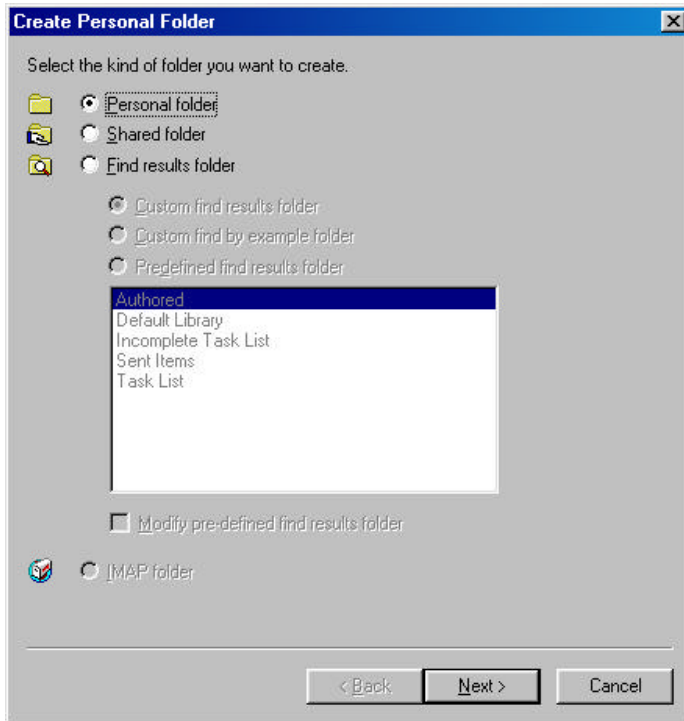 Create Personal Folder
Select the kind of folder you want to create.
Personal folder
Shared folder
Find results folder
Custom find results folder
Custom find by example folder
Predefined find results folder
Authored
Default Library
Incomplete Task List
Sent Items
Task List
Modify pre-defined find results folder
IMAP folder
< Back Next > Cancel